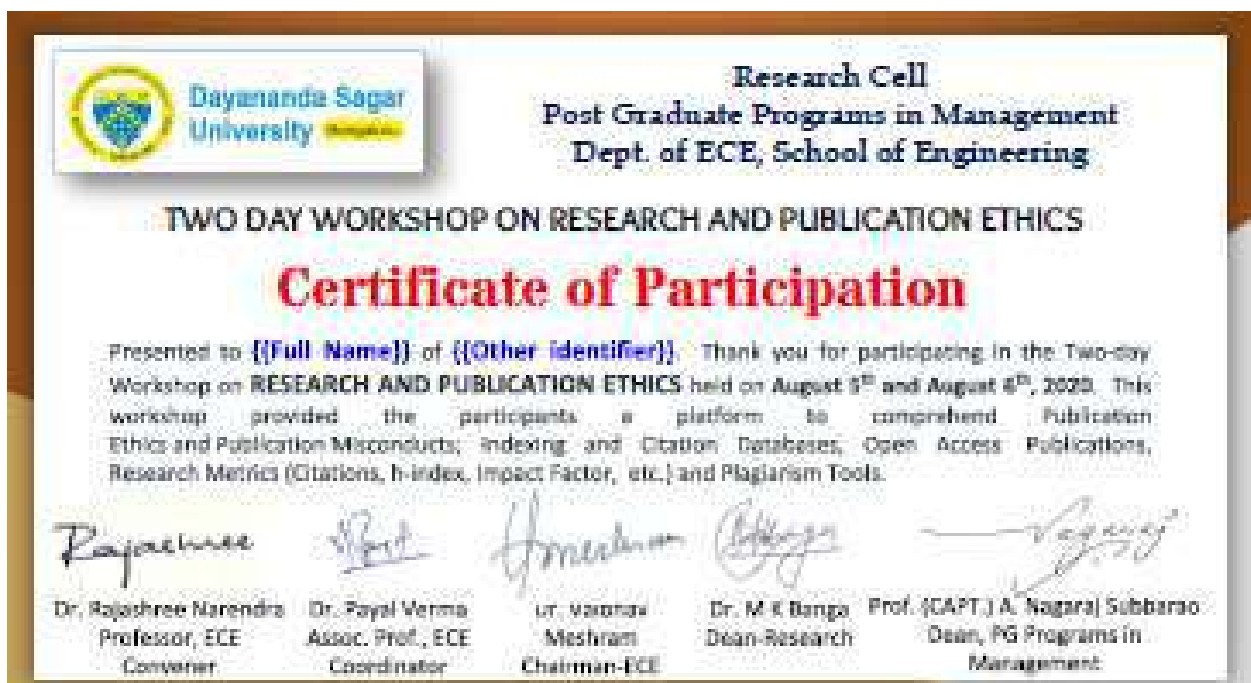 Dayananda Sagar
University Bengaluru
Research Cell
Post Graduate Programs in Management
Dept. of ECE, School of Engineering
TWO DAY WORKSHOP ON RESEARCH AND PUBLICATION ETHICS
Certificate of Participation
Presented to {{Full Name}} of {{Other identifier}}. Thank you for participating in the Two-day
Workshop on RESEARCH AND PUBLICATION ETHICS held on August 5th and August 6th, 2020. This
workshop provided the participants a platform to comprehend Publication
Ethics and Publication Misconducts, Indexing and Citation Databases, Open Access Publications,
Research Metrics (Citations, h-index, Impact Factor, etc.) and Plagiarism Tools.
Rajashree
Nagaraj
Dr. Rajashree Narendra Dr. Payal Verma Dr. Vaibhav Dr. M K Banga Prof. (CAPT.) A. Nagaraj Subbarao
Professor, ECE Assoc. Prof., ECE Meshram Dean-Research Dean, PG Programs in
Convener Coordinator Chairman-ECE Management